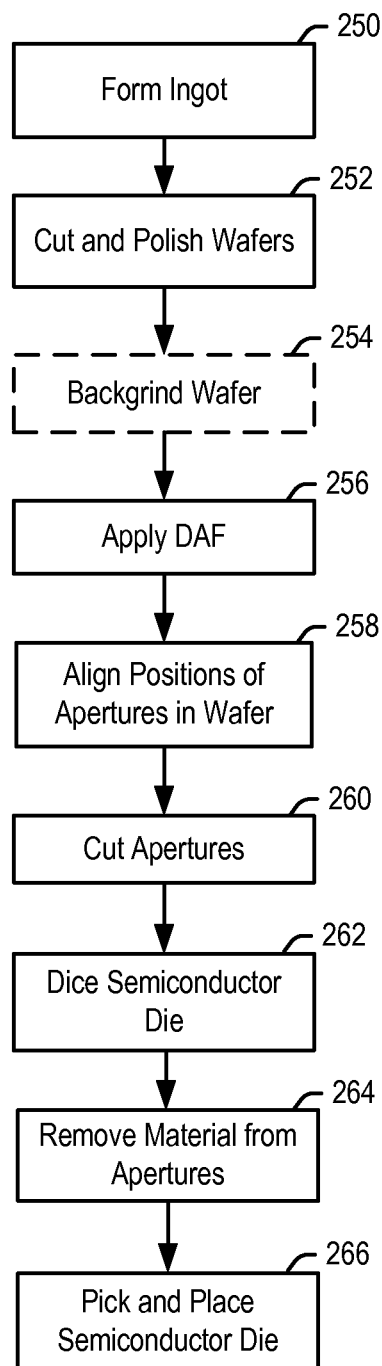 250
Form Ingot
252
Cut and Polish Wafers
254
Backgrind Wafer
256
Apply DAF
258
Align Positions of
Apertures in Wafer
260
Cut Apertures
262
Dice Semiconductor
Die
264
Remove Material from
Apertures
266
Pick and Place
Semiconductor Die